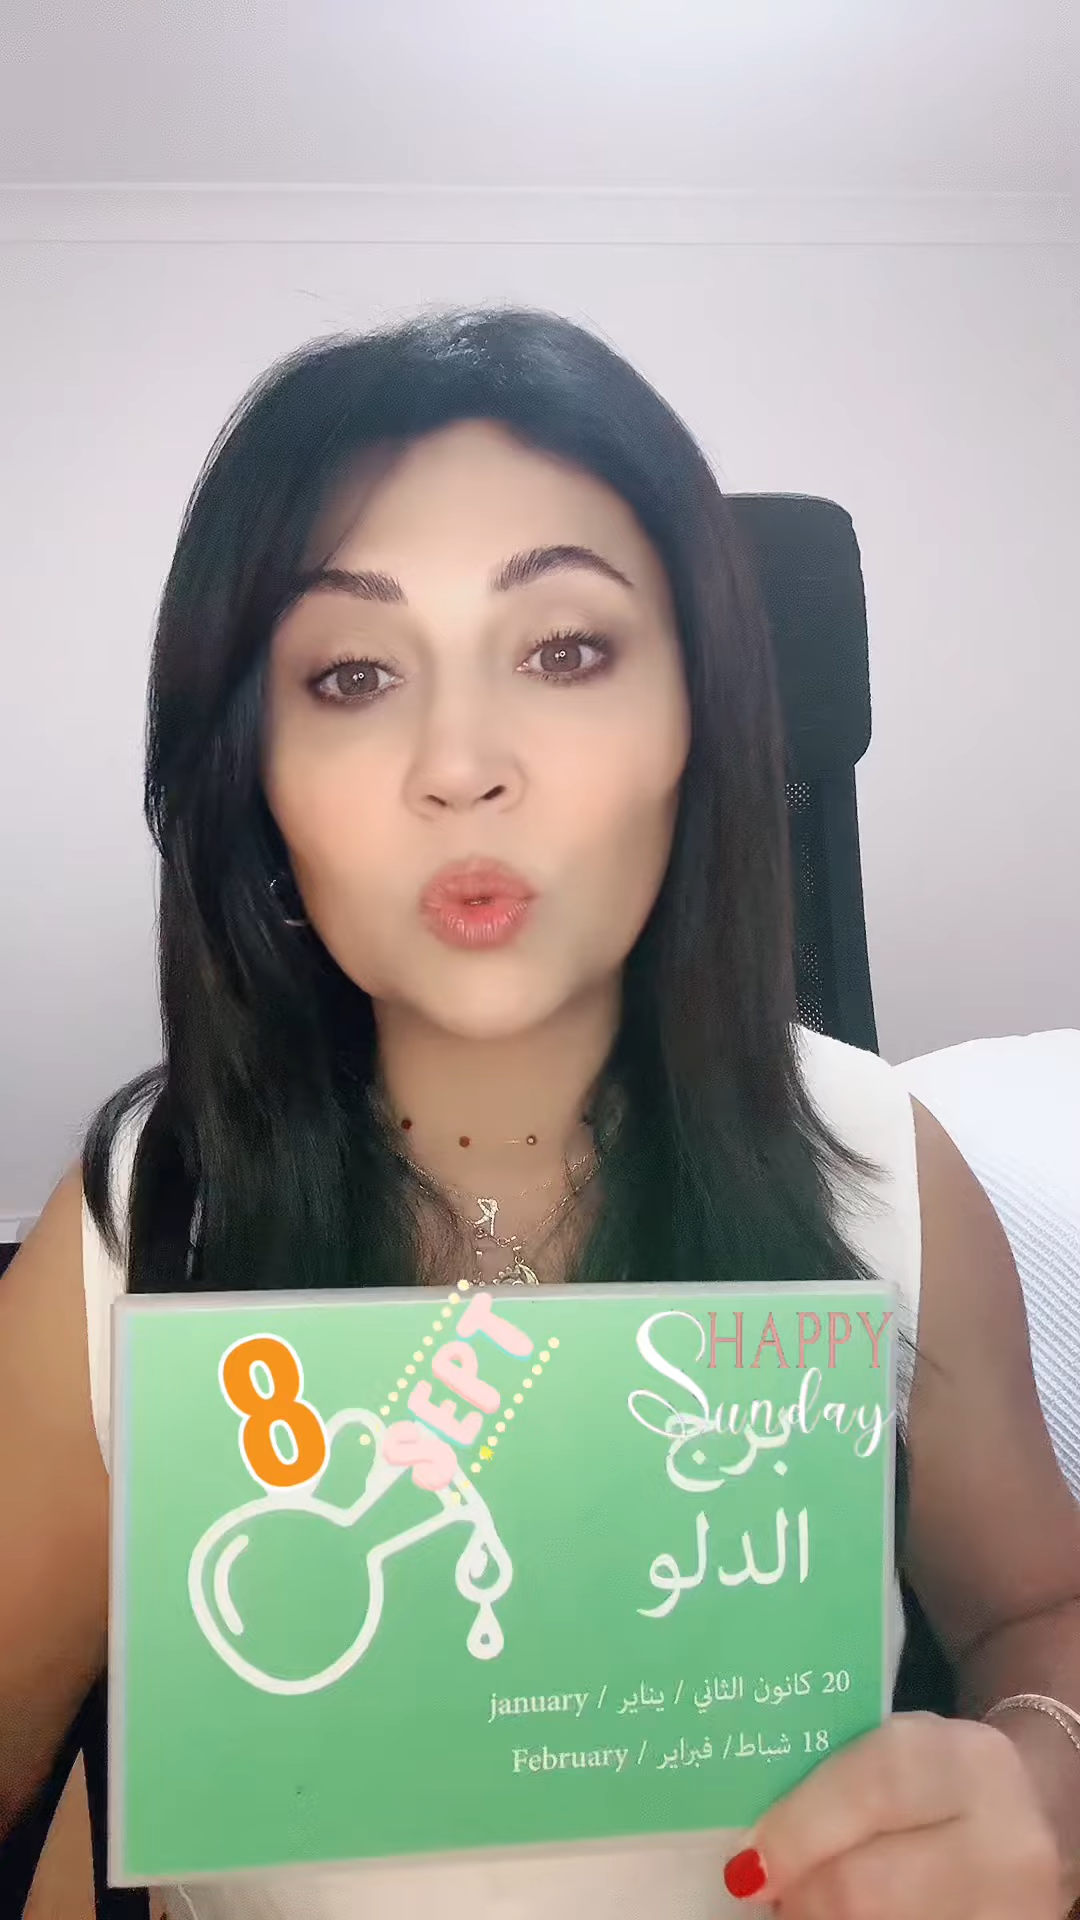 8
SEPT
HAPPY
Sunday
برج
الدلو
20 كانون الثاني / يناير / january
18 شباط/ فبراير / February